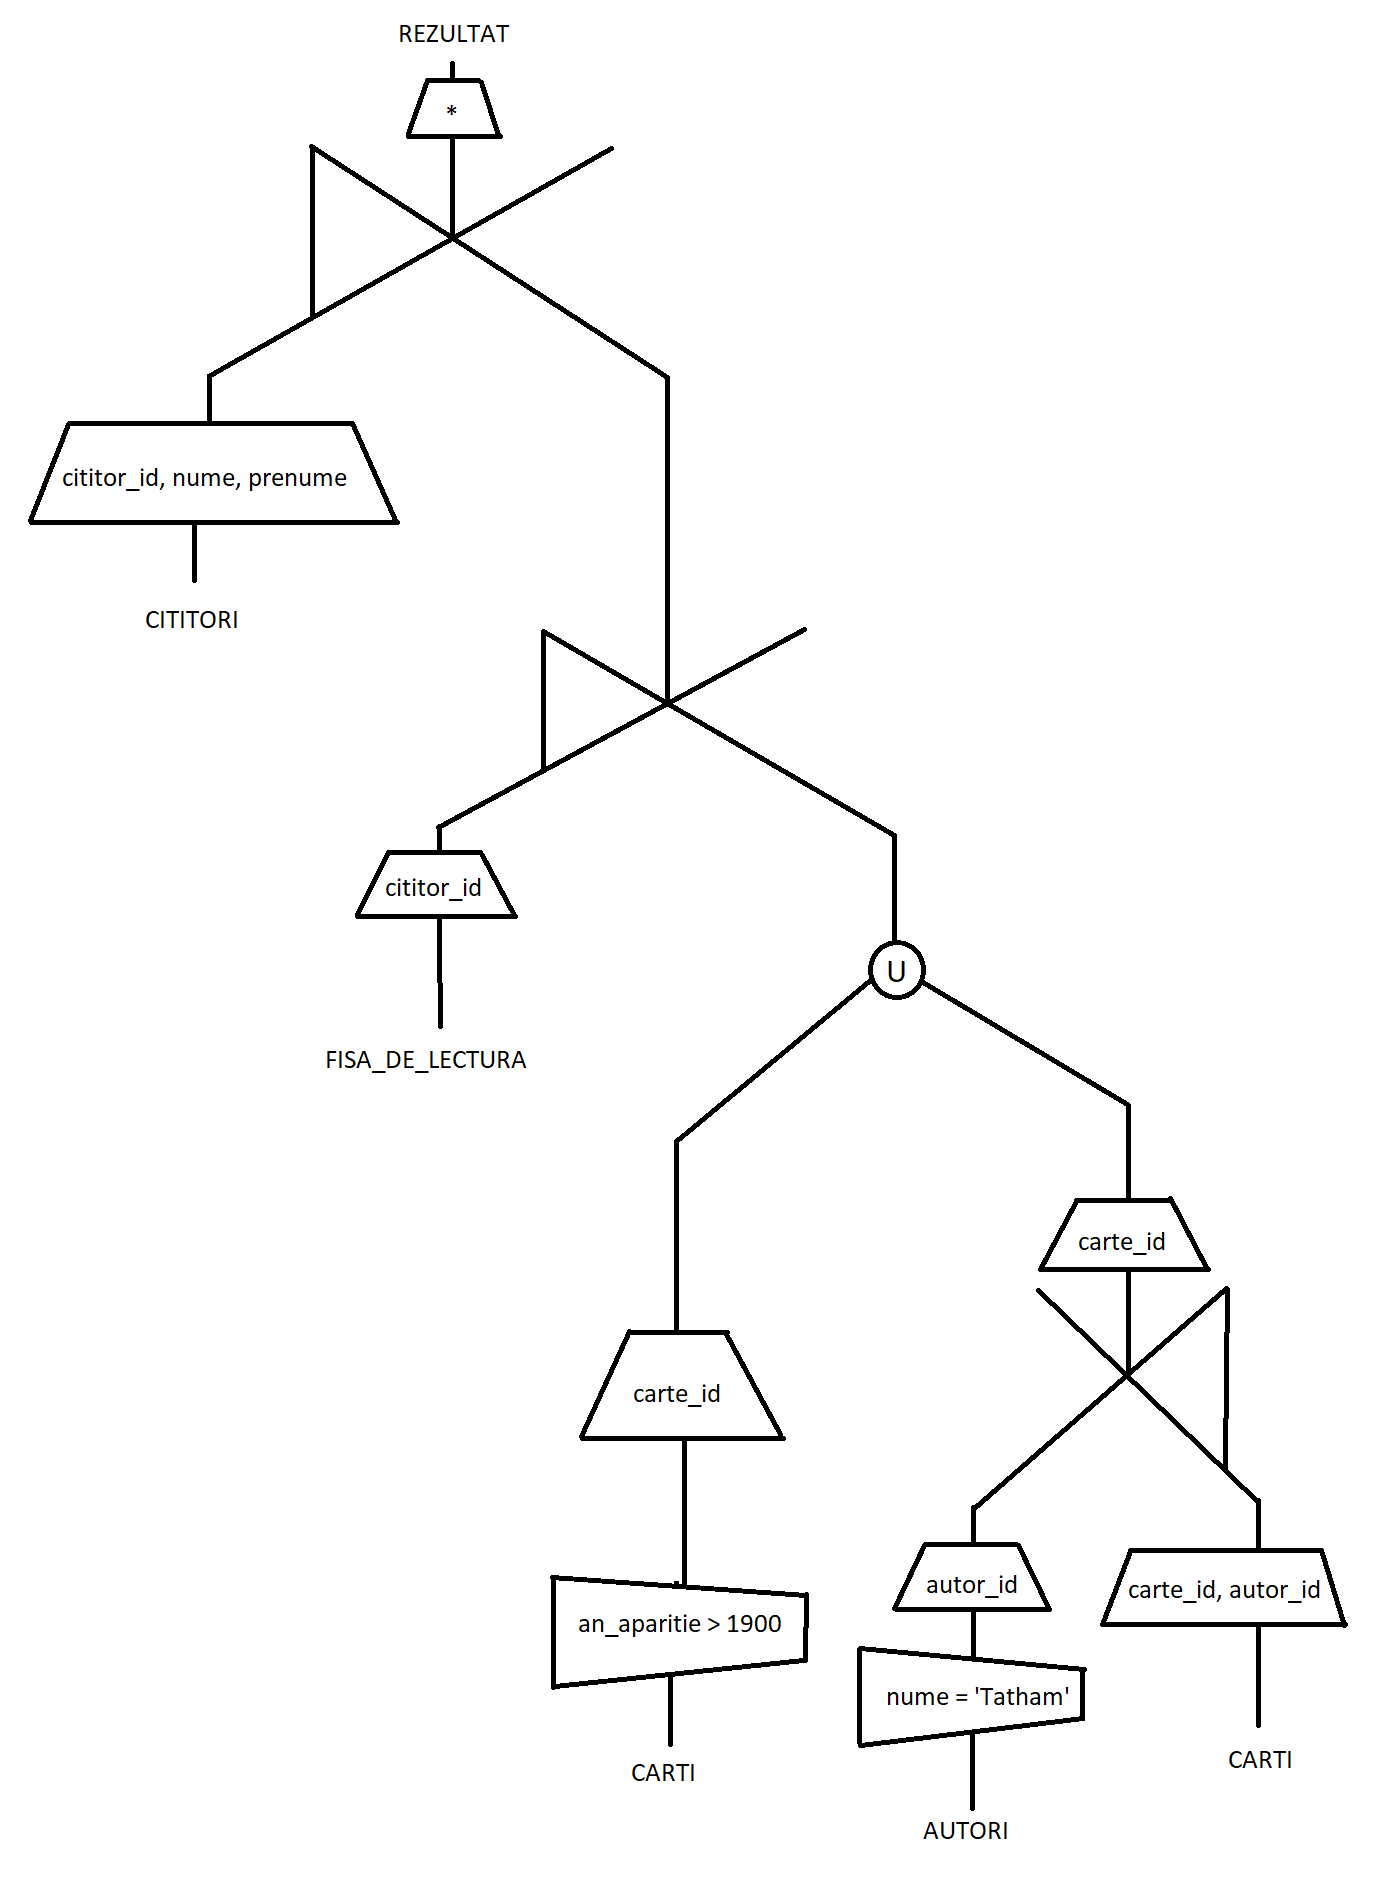 REZULTAT
*
cititor_id, nume, prenume
CITITORI
cititor_id
FISA_DE_LECTURA
U
carte_id
carte_id
autor_id
carte_id, autor_id
an_aparitie > 1900
nume = 'Tatham'
CARTI
CARTI
AUTORI